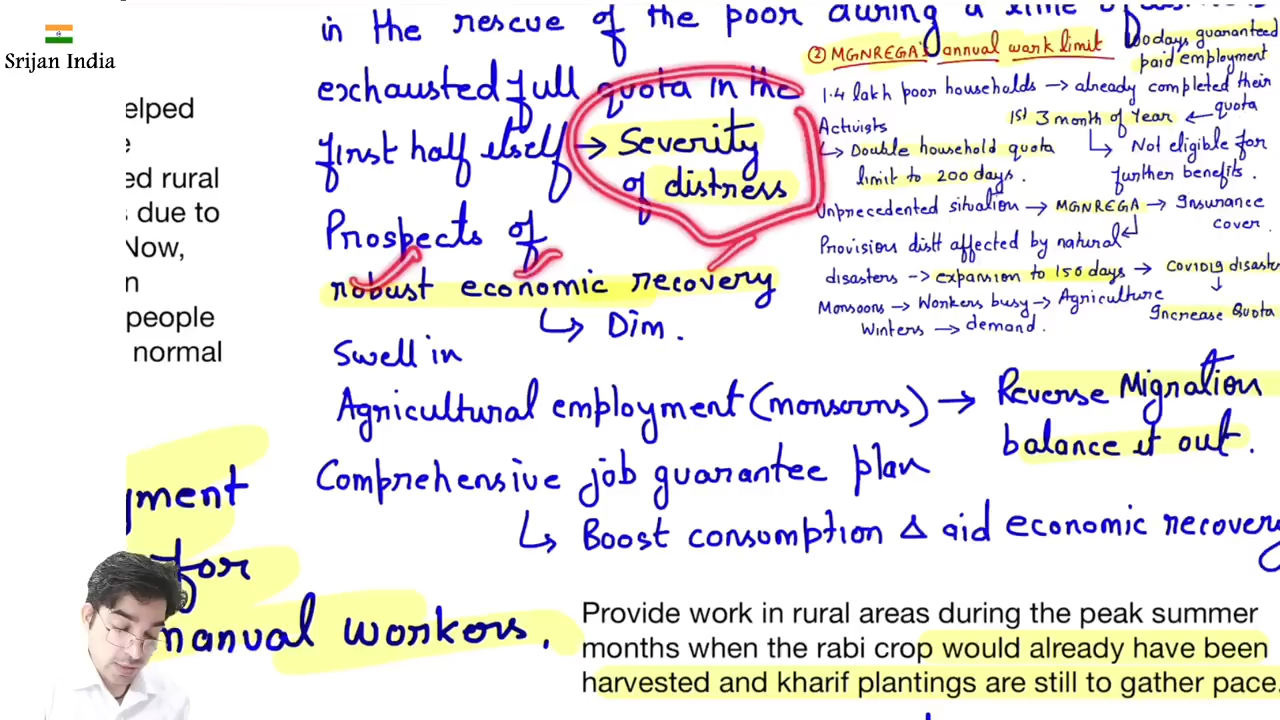 Srijan India
elped
ed rural
due to
Now,
n
people
normal
yment
for
manual workers.
in the rescue of the poor during a time of
exhausted full quota in the
first half itself → Severity
of distress
Prospects of
robust economic recovery
↳ Dim.
Swell in
Agricultural employment (monsoons) → Reverse Migration
balance it out.
Comprehensive job guarantee plan
↳ Boost consumption & aid economic recovery
② MGNREGA's annual work limit
100days guaranteed
paid employment
1.4 lakh poor households → already completed their
quota
1st 3 month of Year ←
Activists
↳ Double household quota
limit to 200 days.
↳ Not eligible for
further benefits.
Unprecedented situation → MGNREGA → Insurance
cover.
Provision distt affected by natural
disasters → expansion to 150 days → COVID19 disaster
Increase Quota
Monsoons → Workers busy → Agriculture
Winters → demand.
Provide work in rural areas during the peak summer
months when the rabi crop would already have been
harvested and kharif plantings are still to gather pace.